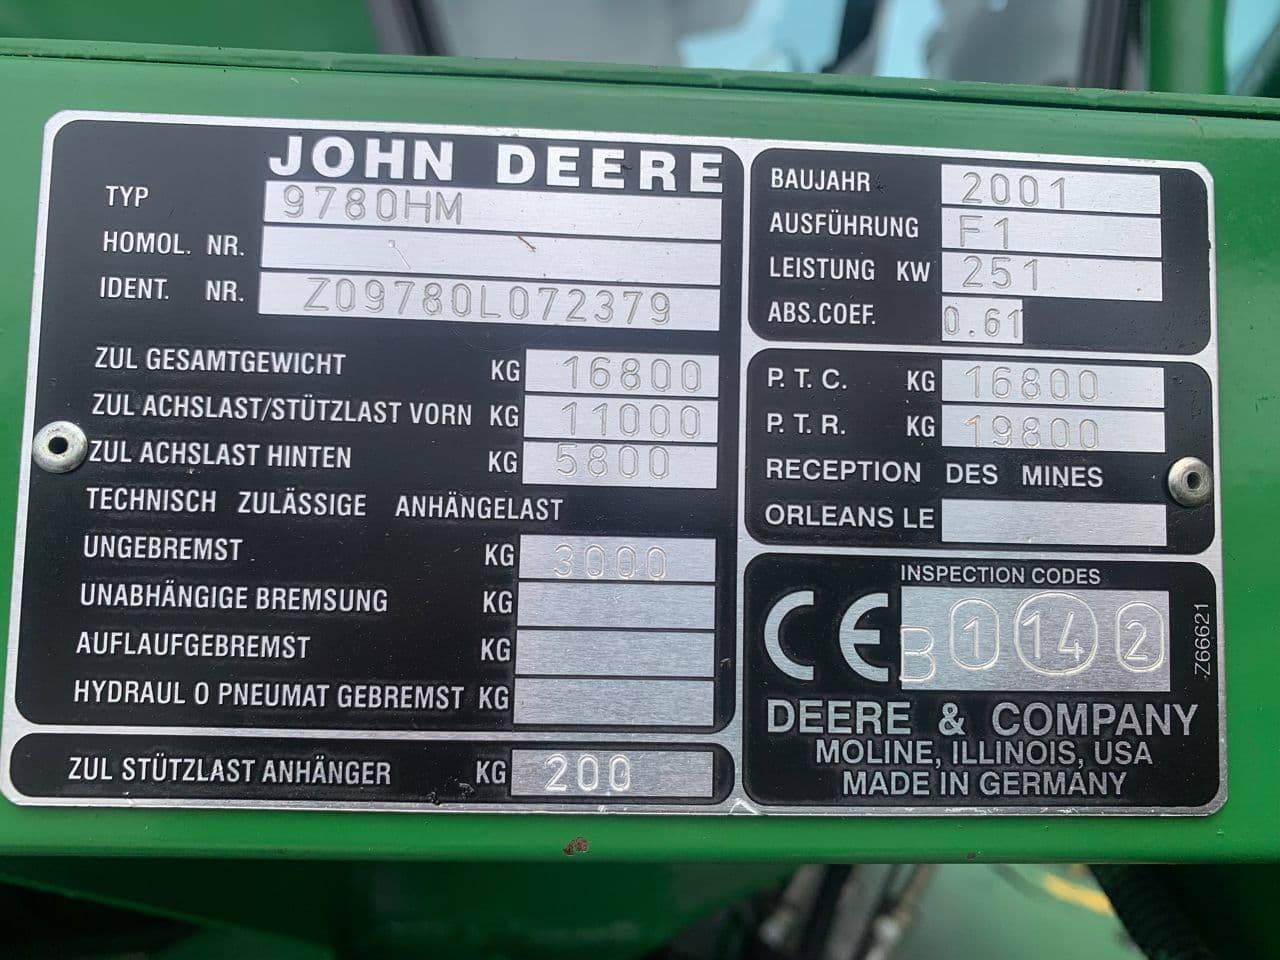 JOHN DEERE
TYP 9780HM
HOMOL. NR.
IDENT. NR. Z09780L072379
ZUL GESAMTGEWICHT KG 16800
ZUL ACHSLAST/STÜTZLAST VORN KG 11000
ZUL ACHSLAST HINTEN KG 5800
TECHNISCH ZULÄSSIGE ANHÄNGELAST
UNGEBREMST KG 3000
UNABHÄNGIGE BREMSUNG KG
AUFLAUFGEBREMST KG
HYDRAUL O PNEUMAT GEBREMST KG
ZUL STÜTZLAST ANHÄNGER KG 200
BAUJAHR 2001
AUSFÜHRUNG F1
LEISTUNG KW 251
ABS.COEF. 0.61
P.T.C. KG 16800
P.T.R. KG 19800
RECEPTION DES MINES
ORLEANS LE
INSPECTION CODES
CE B 1 14 2
Z66621
DEERE & COMPANY
MOLINE, ILLINOIS, USA
MADE IN GERMANY